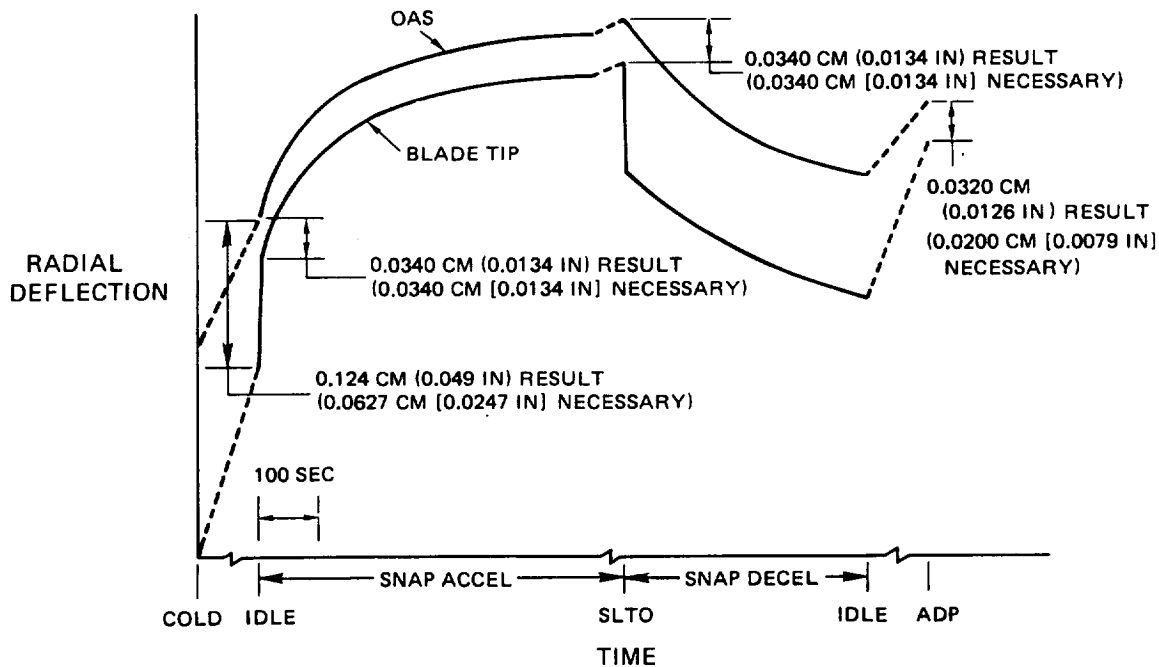 OAS
0.0340 CM (0.0134 IN) RESULT
(0.0340 CM [0.0134 IN] NECESSARY)
BLADE TIP
0.0320 CM
(0.0126 IN) RESULT
(0.0200 CM [0.0079 IN]
NECESSARY)
RADIAL
DEFLECTION
0.0340 CM (0.0134 IN) RESULT
(0.0340 CM [0.0134 IN] NECESSARY)
0.124 CM (0.049 IN) RESULT
(0.0627 CM [0.0247 IN] NECESSARY)
100 SEC
SNAP ACCEL
SNAP DECEL
COLD
IDLE
SLTO
IDLE
ADP
TIME